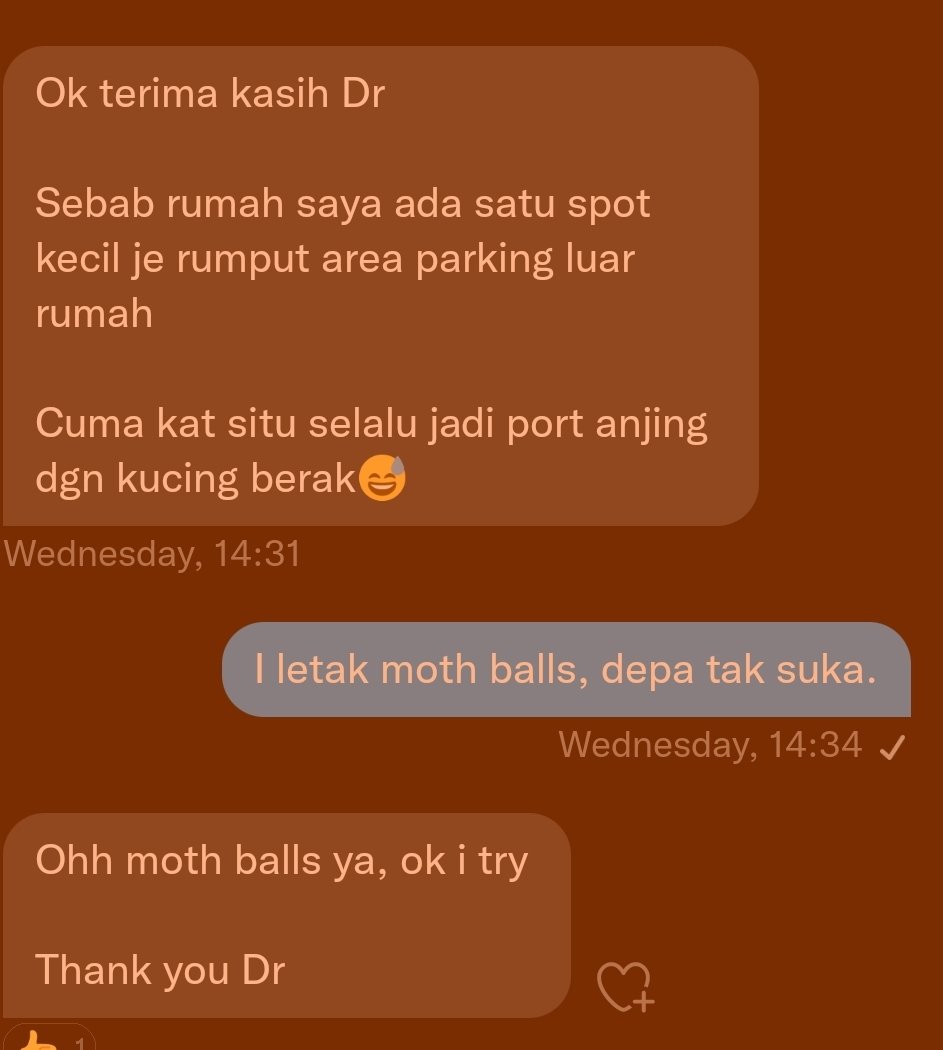 Ok terima kasih Dr
Sebab rumah saya ada satu spot
kecil je rumput area parking luar
rumah
Cuma kat situ selalu jadi port anjing
dgn kucing berak😅
Wednesday, 14:31
I letak moth balls, depa tak suka.
Wednesday, 14:34 ✓
Ohh moth balls ya, ok i try
Thank you Dr
1